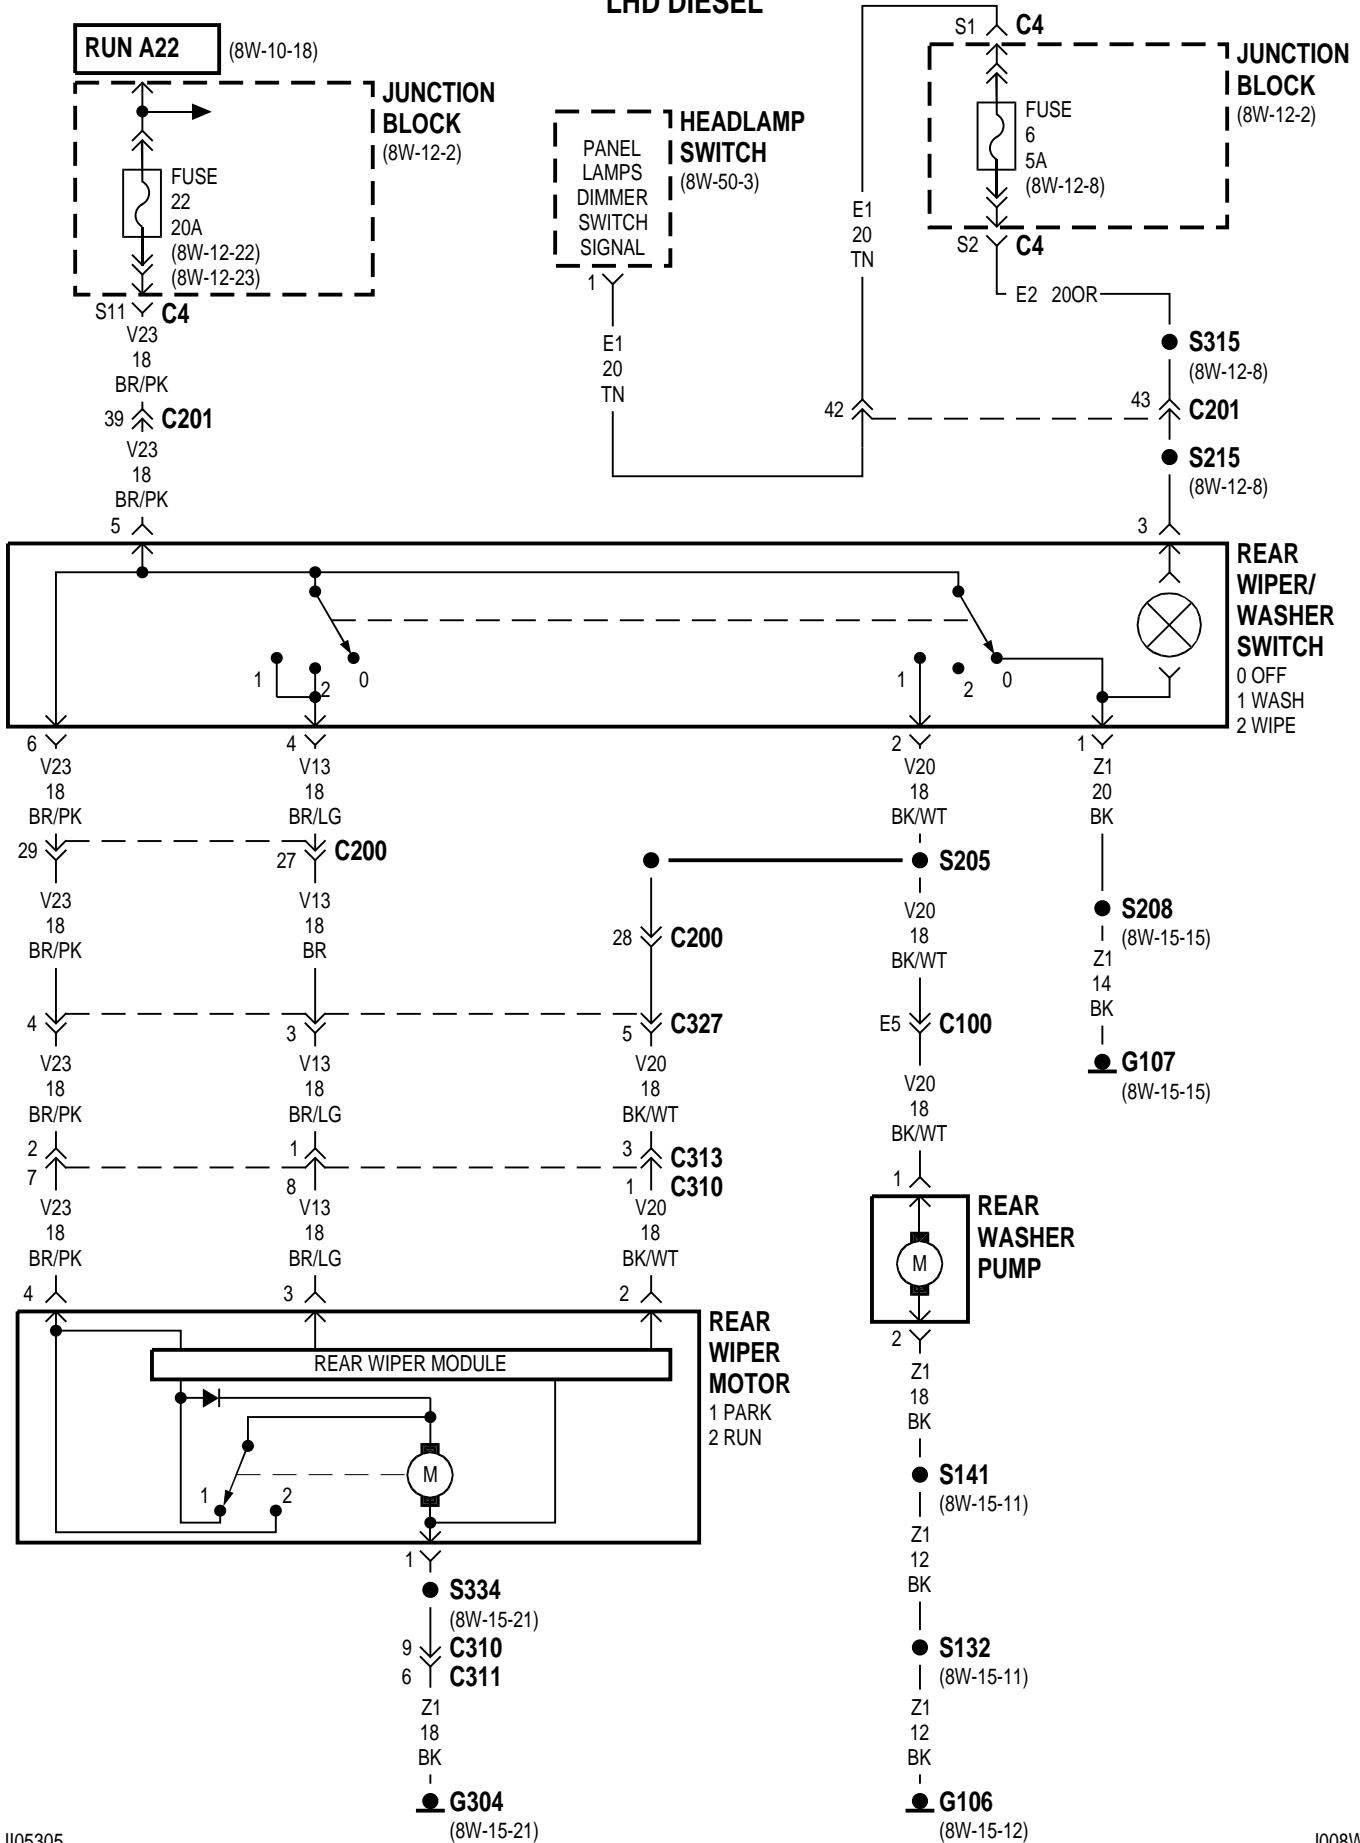 LHD DIESEL
RUN A22
(8W-10-18)
JUNCTION
BLOCK
(8W-12-2)
FUSE
22
20A
(8W-12-22)
(8W-12-23)
S11
C4
V23
18
BR/PK
39
C201
V23
18
BR/PK
5
PANEL
LAMPS
DIMMER
SWITCH
SIGNAL
HEADLAMP
SWITCH
(8W-50-3)
1
E1
20
TN
E1
20
TN
42
S1
C4
JUNCTION
BLOCK
(8W-12-2)
FUSE
6
5A
(8W-12-8)
S2
C4
E2 20OR
S315
(8W-12-8)
43
C201
S215
(8W-12-8)
3
REAR
WIPER/
WASHER
SWITCH
0 OFF
1 WASH
2 WIPE
1
2
0
1
2
0
6
4
2
1
V23
18
BR/PK
V13
18
BR/LG
V20
18
BK/WT
Z1
20
BK
29
27
C200
S205
V23
18
BR/PK
V13
18
BR
28
C200
V20
18
BK/WT
S208
(8W-15-15)
Z1
14
BK
G107
(8W-15-15)
4
3
5
C327
E5
C100
V23
18
BR/PK
V13
18
BR/LG
V20
18
BK/WT
V20
18
BK/WT
2
1
3
C313
7
8
1
C310
V23
18
BR/PK
V13
18
BR/LG
V20
18
BK/WT
4
3
2
1
REAR
WASHER
PUMP
M
2
REAR
WIPER
MOTOR
1 PARK
2 RUN
REAR WIPER MODULE
1
2
M
1
S334
(8W-15-21)
9
C310
6
C311
Z1
18
BK
G304
(8W-15-21)
Z1
18
BK
S141
(8W-15-11)
Z1
12
BK
S132
(8W-15-11)
Z1
12
BK
G106
(8W-15-12)